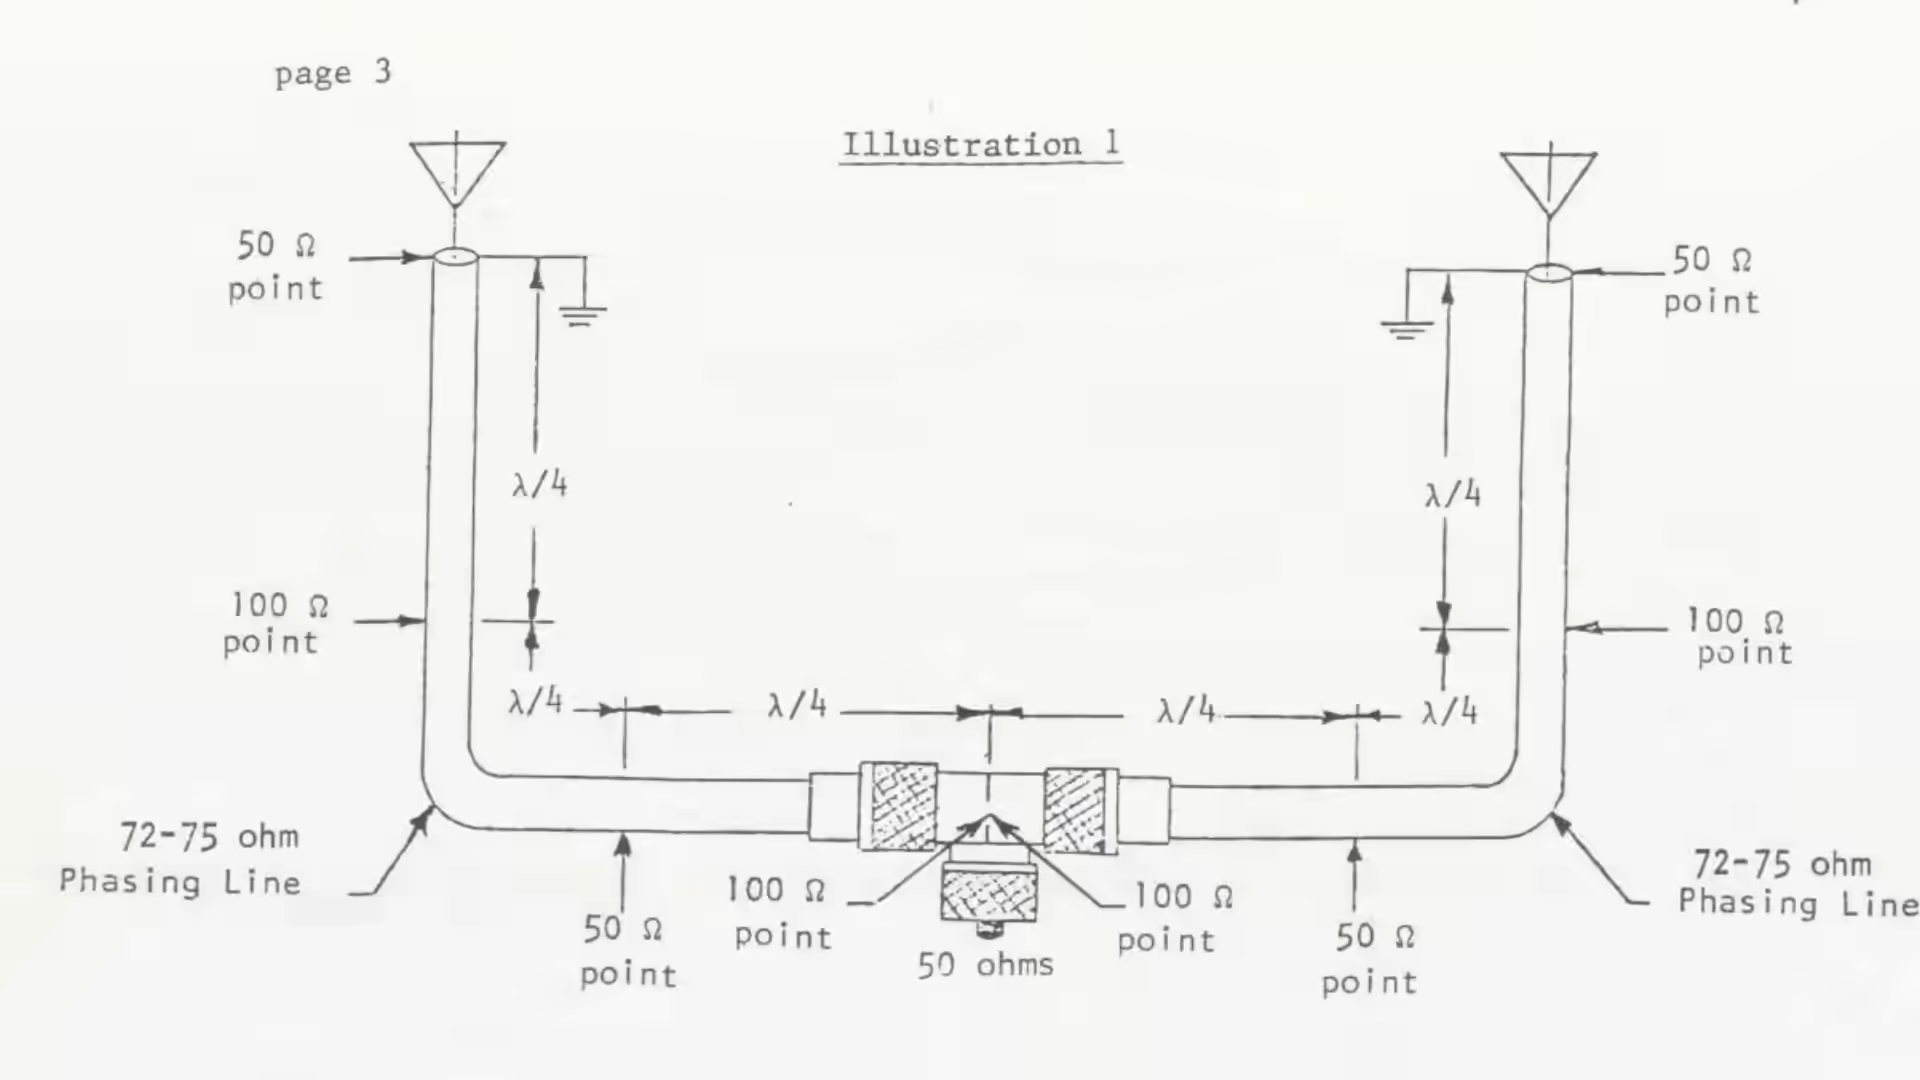 page 3
Illustration 1
50 Ω
point
50 Ω
point
λ/4
λ/4
100 Ω
point
100 Ω
point
λ/4
λ/4
λ/4
λ/4
72-75 ohm
Phasing Line
72-75 ohm
Phasing Line
50 Ω
point
100 Ω
point
50 ohms
100 Ω
point
50 Ω
point